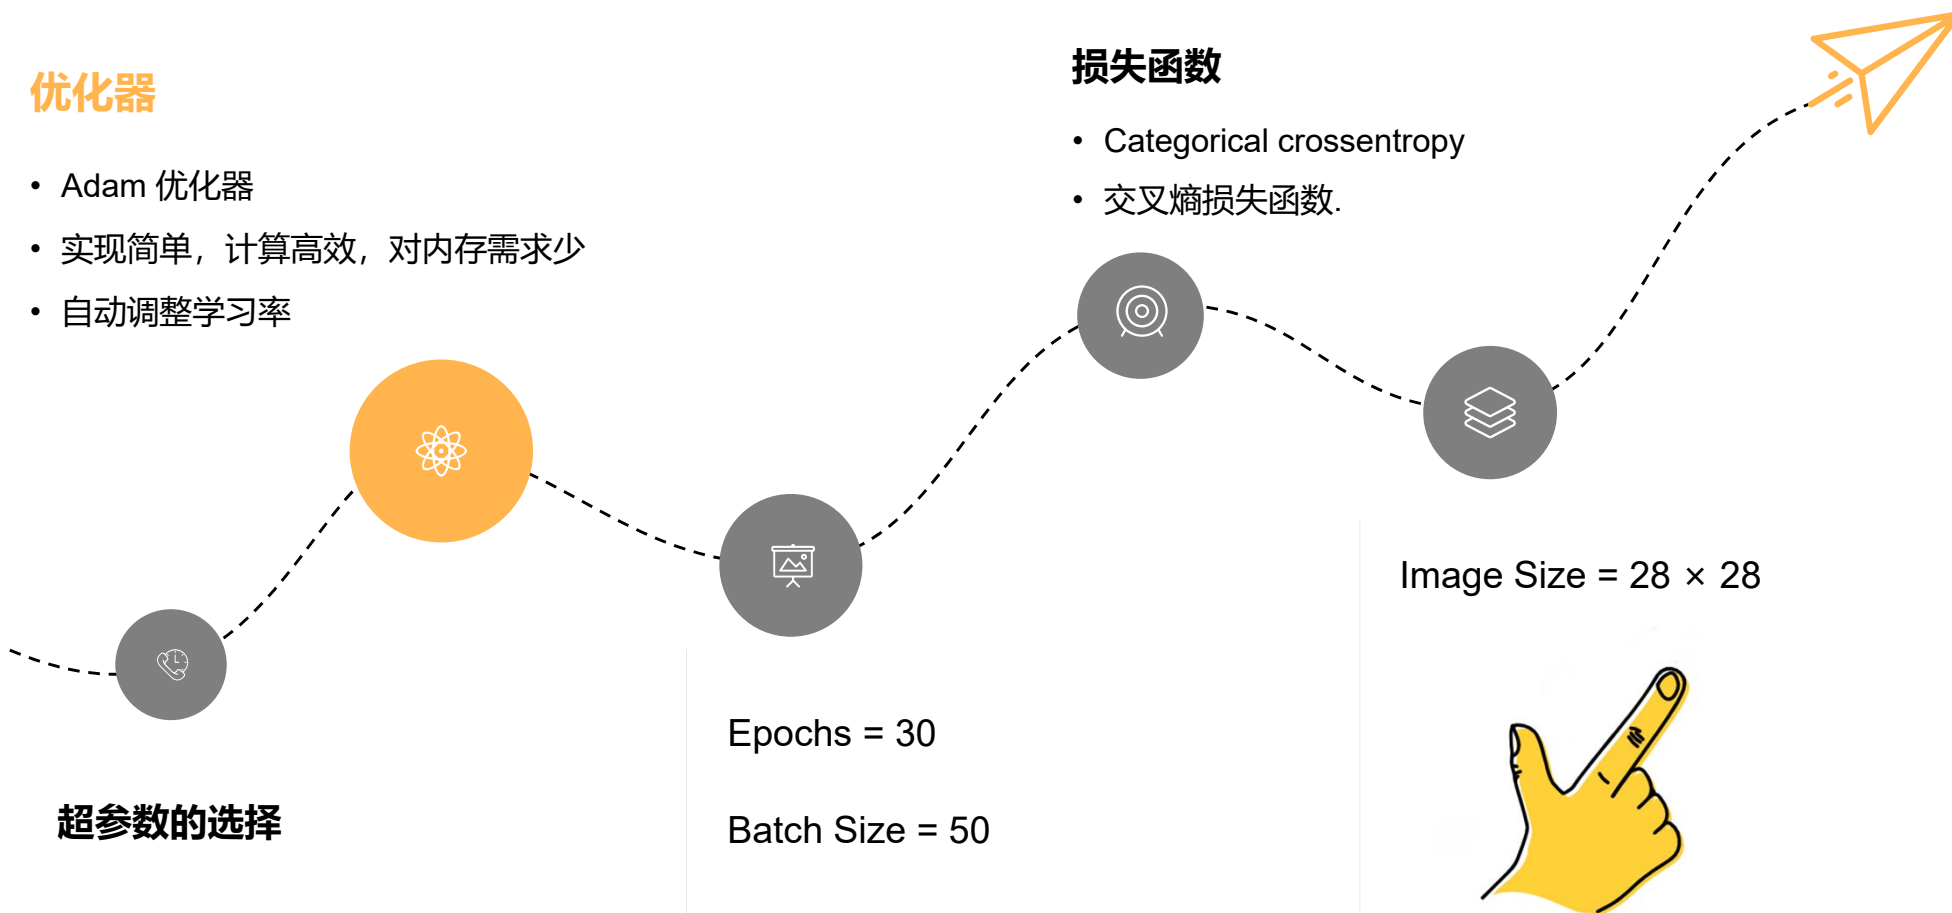 优化器
• Adam 优化器
• 实现简单，计算高效，对内存需求少
• 自动调整学习率
损失函数
• Categorical crossentropy
• 交叉熵损失函数.
超参数的选择
Epochs = 30
Batch Size = 50
Image Size = 28 × 28